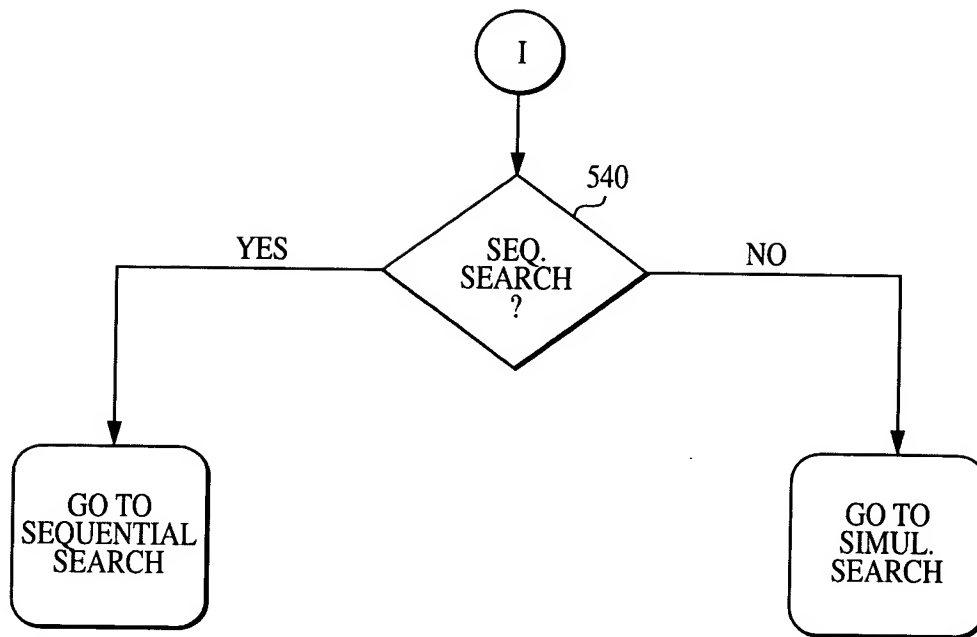 I
540
YES
SEQ.
SEARCH
?
NO
GO TO
SEQUENTIAL
SEARCH
GO TO
SIMUL.
SEARCH